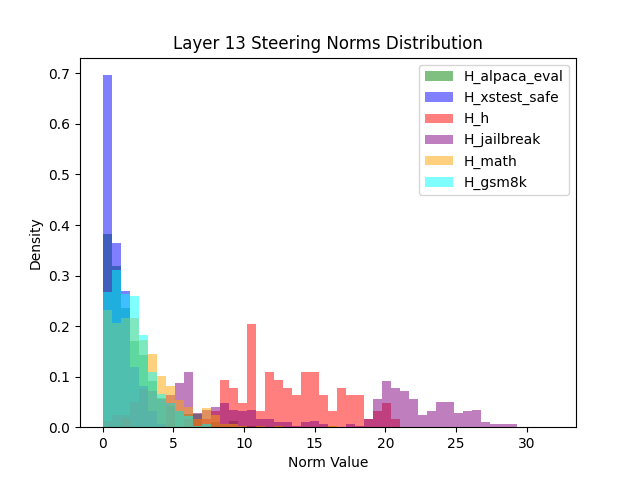 Layer 13 Steering Norms Distribution
0.7
0.6
0.5
0.4
0.3
0.2
0.1
0.0
Density
H_alpaca_eval
H_xstest_safe
H_h
H_jailbreak
H_math
H_gsm8k
0 5 10 15 20 25 30
Norm Value